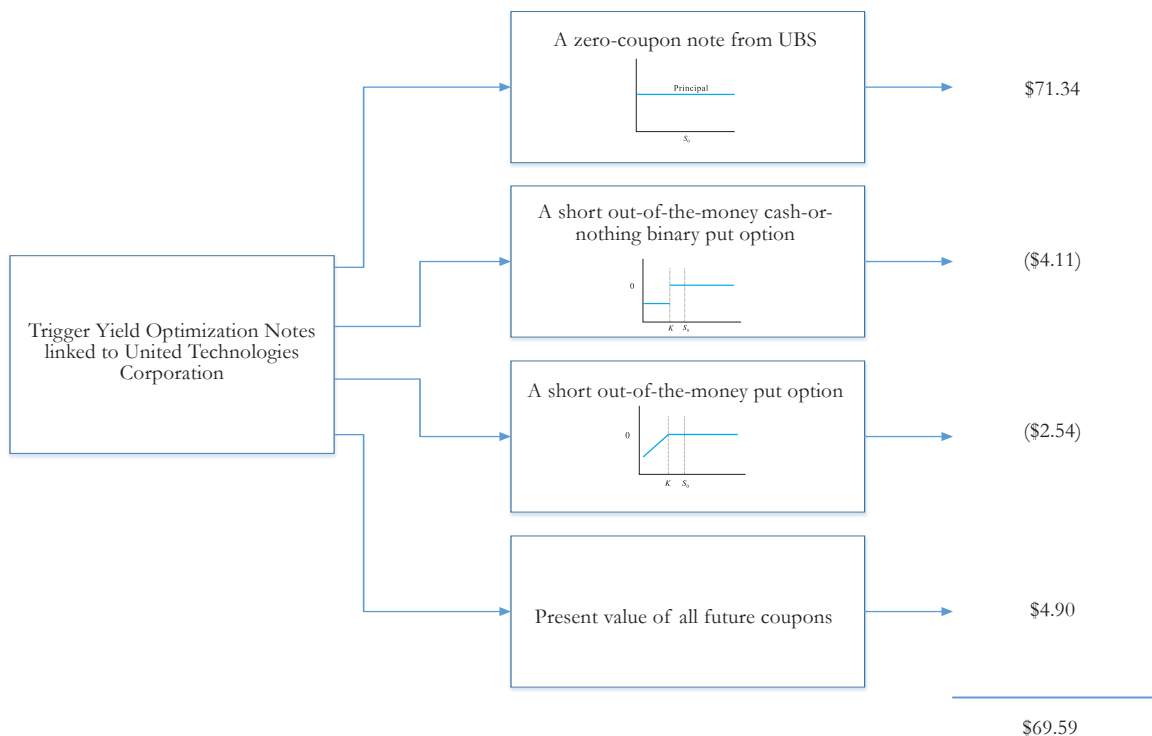 A zero-coupon note from UBS
Principal
S₀
$71.34
A short out-of-the-money cash-or-
nothing binary put option
0
K
S₀
($4.11)
Trigger Yield Optimization Notes
linked to United Technologies
Corporation
A short out-of-the-money put option
0
K
S₀
($2.54)
Present value of all future coupons
$4.90
$69.59